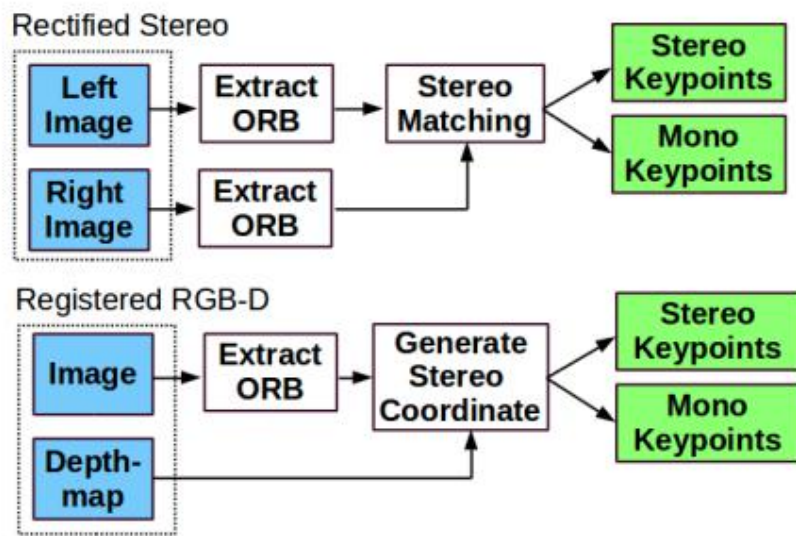 Rectified Stereo
Left
Image
Extract
ORB
Stereo
Matching
Stereo
Keypoints
Mono
Keypoints
Right
Image
Extract
ORB
Registered RGB-D
Image
Extract
ORB
Generate
Stereo
Coordinate
Stereo
Keypoints
Mono
Keypoints
Depth-
map